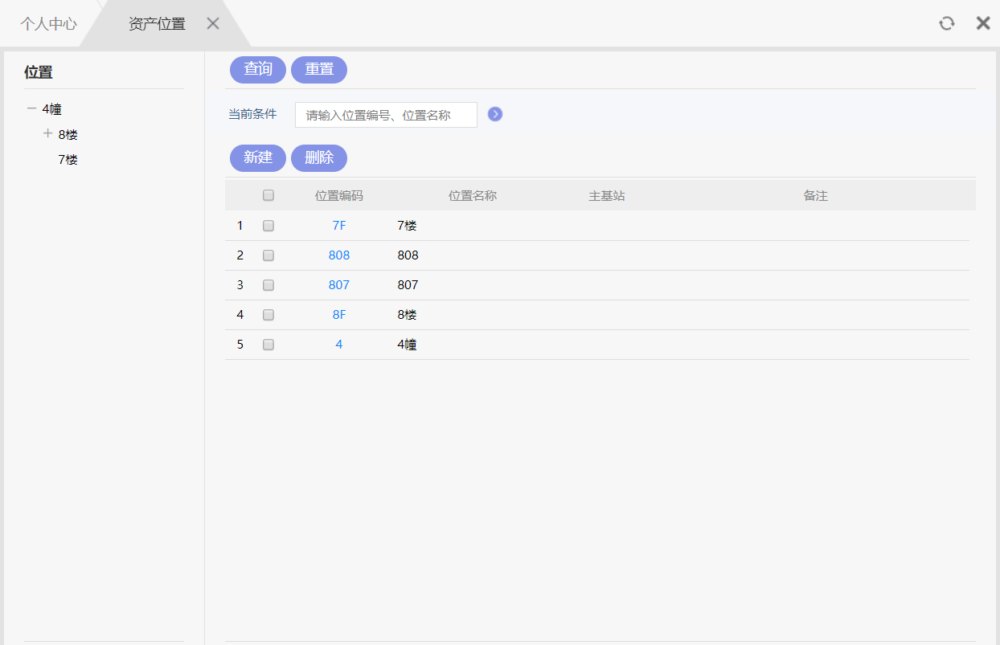 个人中心 资产位置
位置
4幢
8楼
7楼
查询 重置
当前条件 请输入位置编号、位置名称
新建 删除
位置编码 位置名称 主基站 备注
1 7F 7楼
2 808 808
3 807 807
4 8F 8楼
5 4 4幢